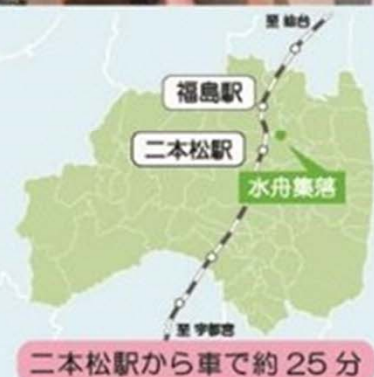 至 仙台
福島駅
二本松駅
水舟集落
至 宇都宮
二本松駅から車で約 25 分